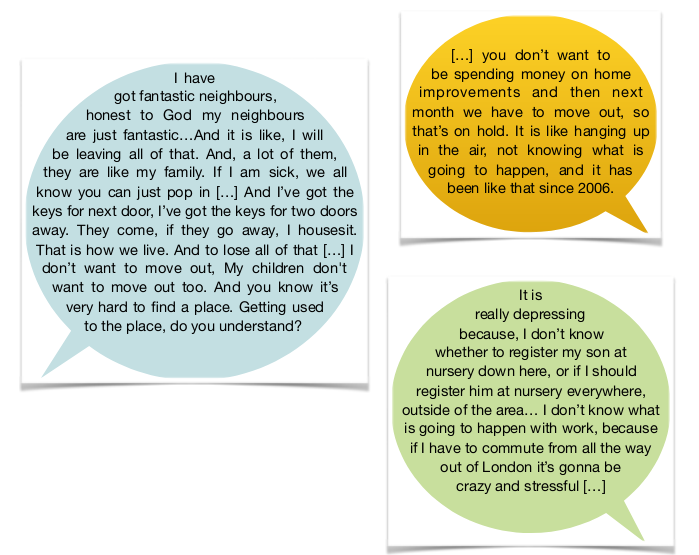 I have
got fantastic neighbours,
honest to God my neighbours
are just fantastic…And it is like, I will
be leaving all of that. And, a lot of them,
they are like my family. If I am sick, we all
know you can just pop in […] And I’ve got the
keys for next door, I’ve got the keys for two doors
away. They come, if they go away, I housesit.
That is how we live. And to lose all of that […] I
don’t want to move out, My children don't
want to move out too. And you know it’s
very hard to find a place. Getting used
to the place, do you understand?
[…] you don’t want to
be spending money on home
improvements and then next
month we have to move out, so
that’s on hold. It is like hanging up
in the air, not knowing what is
going to happen, and it has
been like that since 2006.
It is
really depressing
because, I don’t know
whether to register my son at
nursery down here, or if I should
register him at nursery everywhere,
outside of the area… I don’t know what
is going to happen with work, because
if I have to commute from all the way
out of London it’s gonna be
crazy and stressful […]